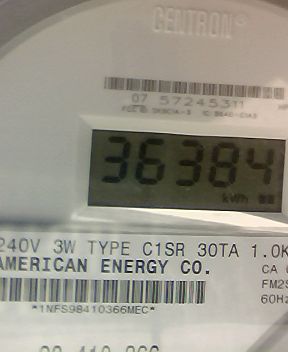 CENTRON®
07 57245311
36384
kWh
240V 3W TYPE C1SR 30TA 1.0K
AMERICAN ENERGY CO.
CA
FM2S
60Hz
*1NFS98410366MEC*